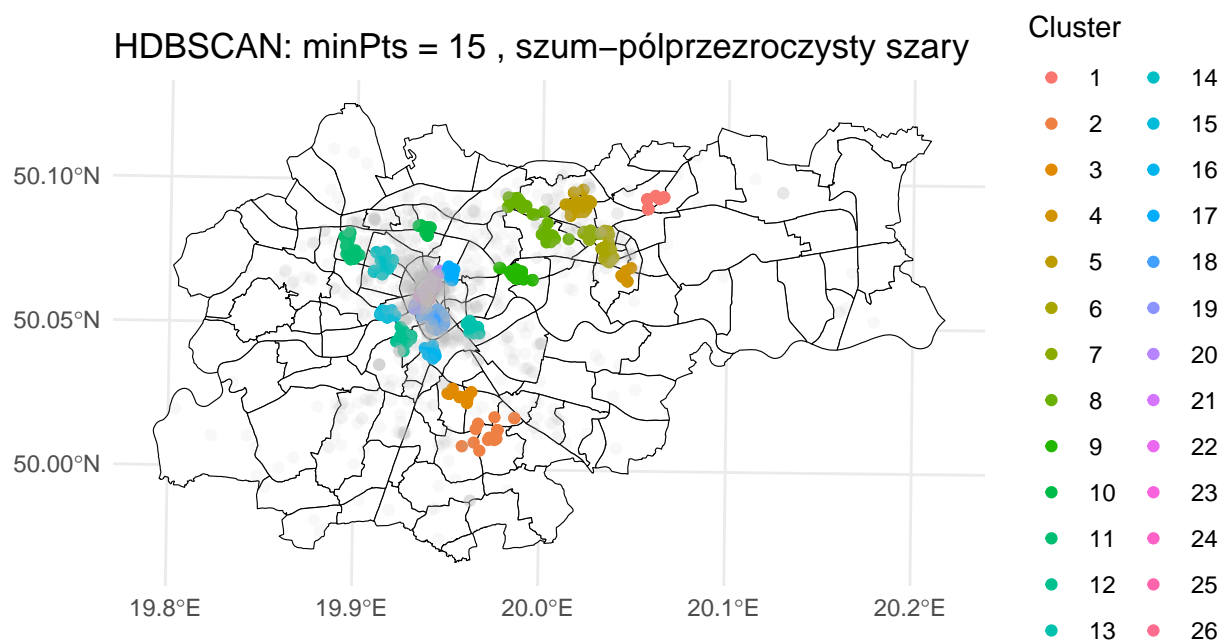 HDBSCAN: minPts = 15 , szum–pólprzezroczysty szary
Cluster
1 14
2 15
3 16
4 17
5 18
6 19
7 20
8 21
9 22
10 23
11 24
12 25
13 26
50.10°N
50.05°N
50.00°N
19.8°E 19.9°E 20.0°E 20.1°E 20.2°E